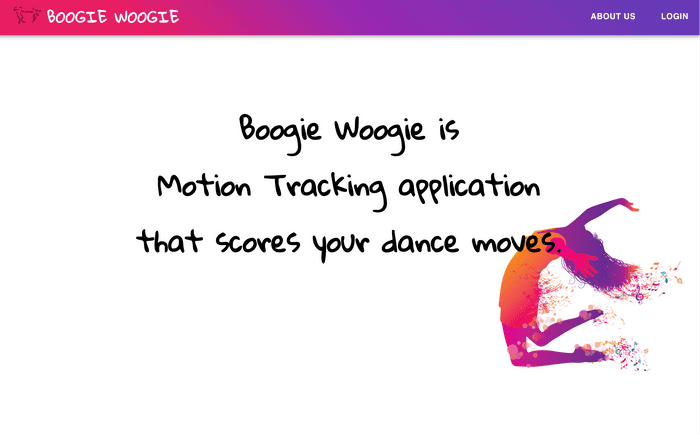 BOOGIE WOOGIE
ABOUT US
LOGIN
Boogie Woogie is
Motion Tracking application
that scores your dance moves.